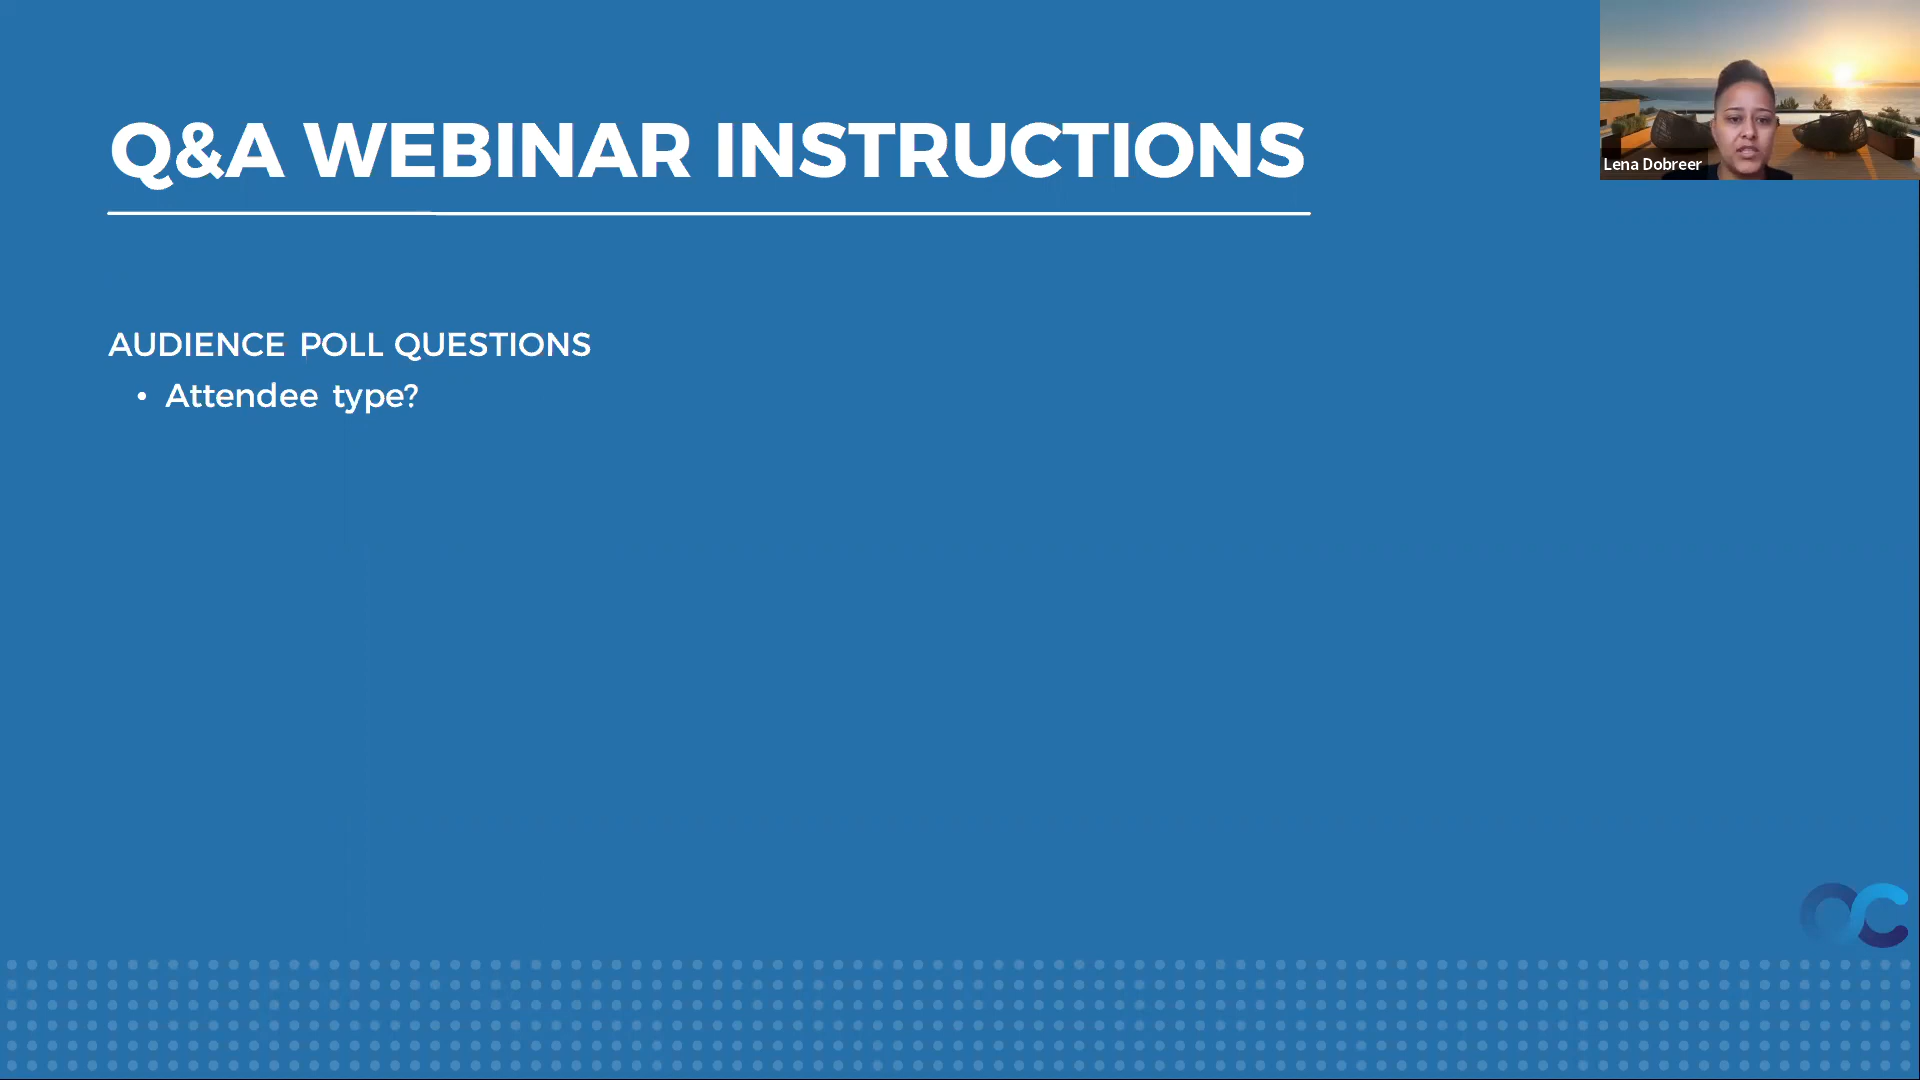 Q&A WEBINAR INSTRUCTIONS
Lena Dobreer
AUDIENCE POLL QUESTIONS
• Attendee type?